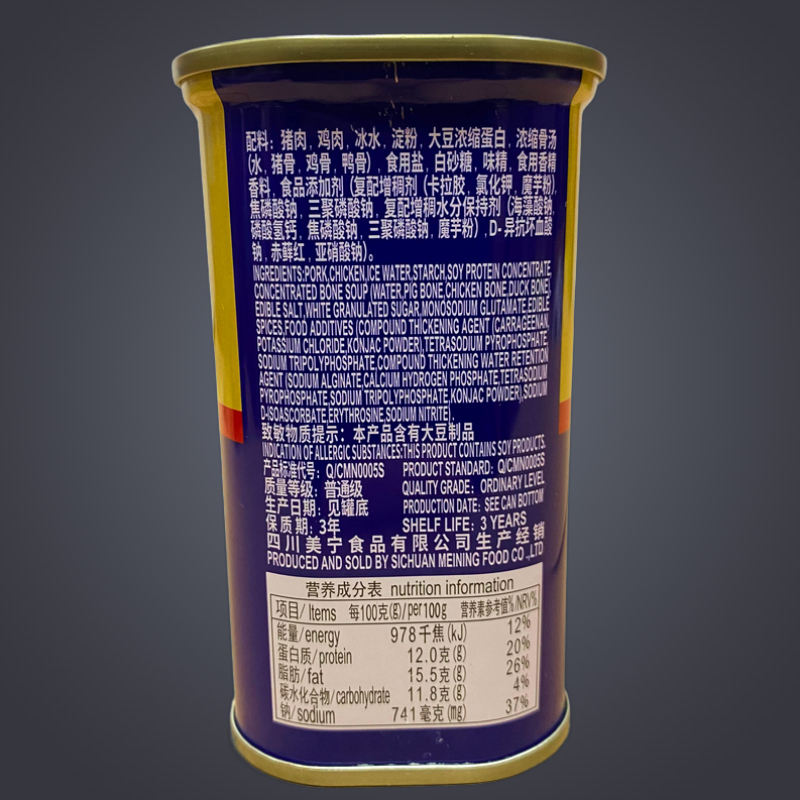 配料：猪肉，鸡肉，冰水，淀粉，大豆浓缩蛋白，浓缩骨汤
（水，猪骨，鸡骨，鸭骨），食用盐，白砂糖，味精，食用香精
香料，食品添加剂（复配增稠剂（卡拉胶，氯化钾，魔芋粉），
焦磷酸钠，三聚磷酸钠，复配增稠水分保持剂（海藻酸钠，
磷酸氢钙，焦磷酸钠，三聚磷酸钠，魔芋粉），D-异抗坏血酸
钠，赤藓红，亚硝酸钠）。
INGREDIENTS:PORK,CHICKEN,ICE WATER,STARCH,SOY PROTEIN CONCENTRATE,
CONCENTRATED BONE SOUP (WATER,PIG BONE,CHICKEN BONE,DUCK BONE)
EDIBLE SALT,WHITE GRANULATED SUGAR,MONOSODIUM GLUTAMATE,EDIBLE
SPICES,FOOD ADDITIVES (COMPOUND THICKENING AGENT (CARRAGEENAN,
POTASSIUM CHLORIDE,KONJAC POWDER),TETRASODIUM PYROPHOSPHATE,
SODIUM TRIPOLYPHOSPHATE,COMPOUND THICKENING WATER RETENTION
AGENT (SODIUM ALGINATE,CALCIUM HYDROGEN PHOSPHATE,TETRASODIUM
PYROPHOSPHATE,SODIUM TRIPOLYPHOSPHATE,KONJAC POWDER),SODIUM
D-ISOASCORBATE,ERYTHROSINE,SODIUM NITRITE).
致敏物质提示：本产品含有大豆制品
INDICATION OF ALLERGIC SUBSTANCES:THIS PRODUCT CONTAINS SOY PRODUCTS.
产品标准代号：Q/CMN0005S PRODUCT STANDARD: Q/CMN0005S
质量等级：普通级 QUALITY GRADE: ORDINARY LEVEL
生产日期：见罐底 PRODUCTION DATE: SEE CAN BOTTOM
保质期：3年 SHELF LIFE: 3 YEARS
四川美宁食品有限公司生产经销
PRODUCED AND SOLD BY SICHUAN MEINING FOOD CO.,LTD
营养成分表 nutrition information
项目/Items 每100克(g)/per100g 营养素参考值%/NRV%
能量/energy 978千焦(kJ) 12%
蛋白质/protein 12.0克(g) 20%
脂肪/fat 15.5克(g) 26%
碳水化合物/carbohydrate 11.8克(g) 4%
钠/sodium 741毫克(mg) 37%